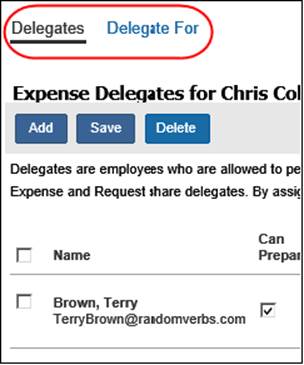 Delegates Delegate For
Expense Delegates for Chris Col
Add Save Delete
Delegates are employees who are allowed to pe
Expense and Request share delegates. By assig
Can
Name Prepar
Brown, Terry
TerryBrown@randomverbs.com